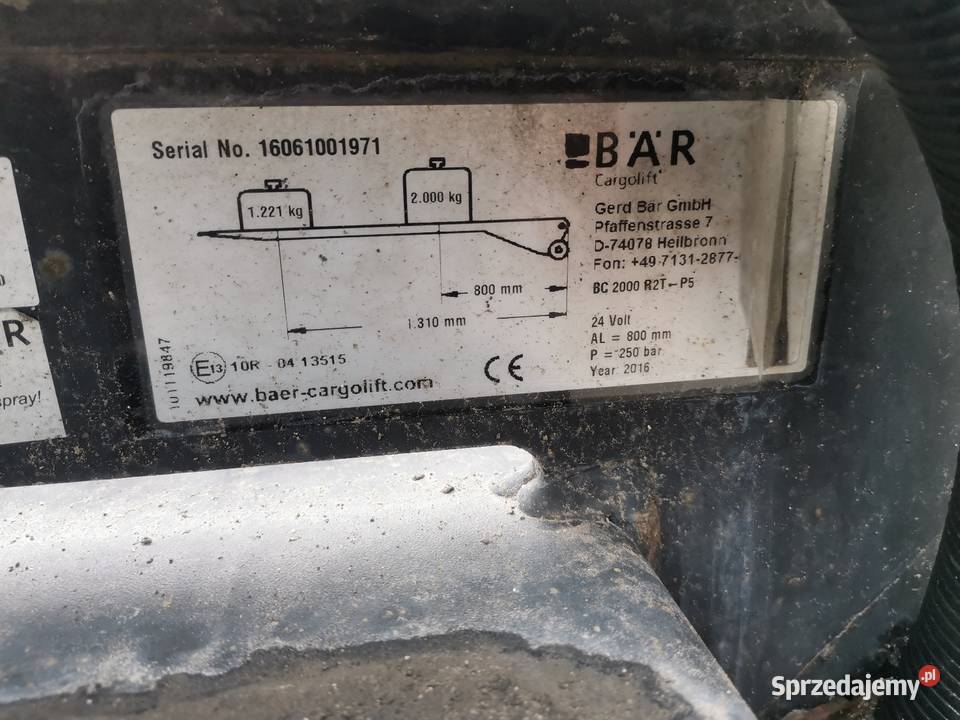 Serial No. 16061001971
1.221 kg
2.000 kg
800 mm
1.310 mm
101119847
E13 10R - 04 13515
CE
www.baer-cargolift.com
BÄR
Cargolift
Gerd Bär GmbH
Pfaffenstrasse 7
D-74078 Heilbronn
Fon: +49 7131-2877-
BC 2000 R2T-P5
24 Volt
AL = 800 mm
P = 250 bar
Year 2016
R
spray!
Sprzedajemy.pl